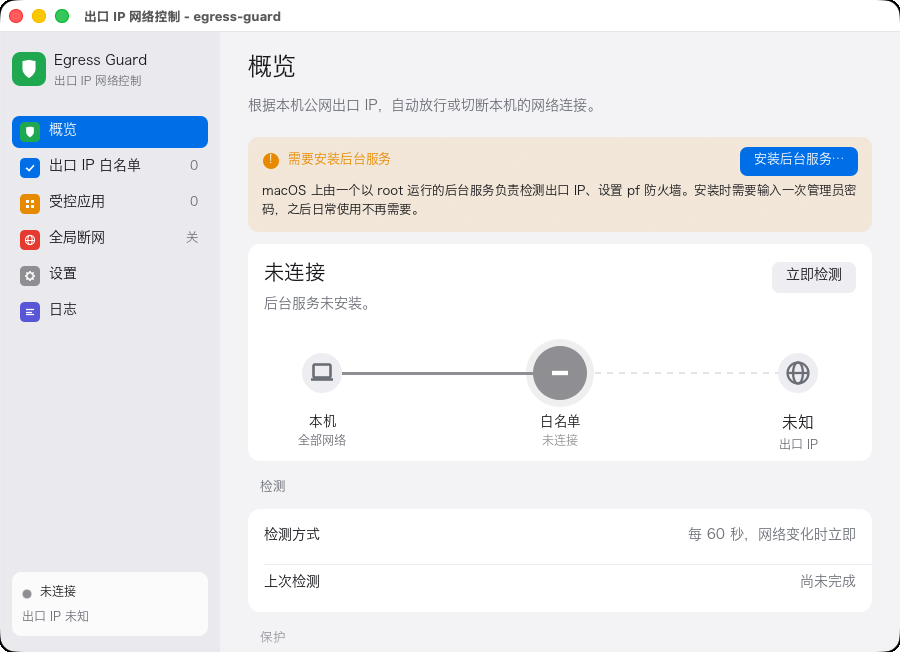 出口 IP 网络控制 - egress-guard
Egress Guard
出口 IP 网络控制
概览
出口 IP 白名单 0
受控应用 0
全局断网 关
设置
日志
未连接
出口 IP 未知
概览
根据本机公网出口 IP，自动放行或切断本机的网络连接。
! 需要安装后台服务
安装后台服务…
macOS 上由一个以 root 运行的后台服务负责检测出口 IP、设置 pf 防火墙。安装时需要输入一次管理员密
码，之后日常使用不再需要。
未连接
立即检测
后台服务未安装。
本机 白名单 未知
全部网络 未连接 出口 IP
检测
检测方式 每 60 秒，网络变化时立即
上次检测 尚未完成
保护